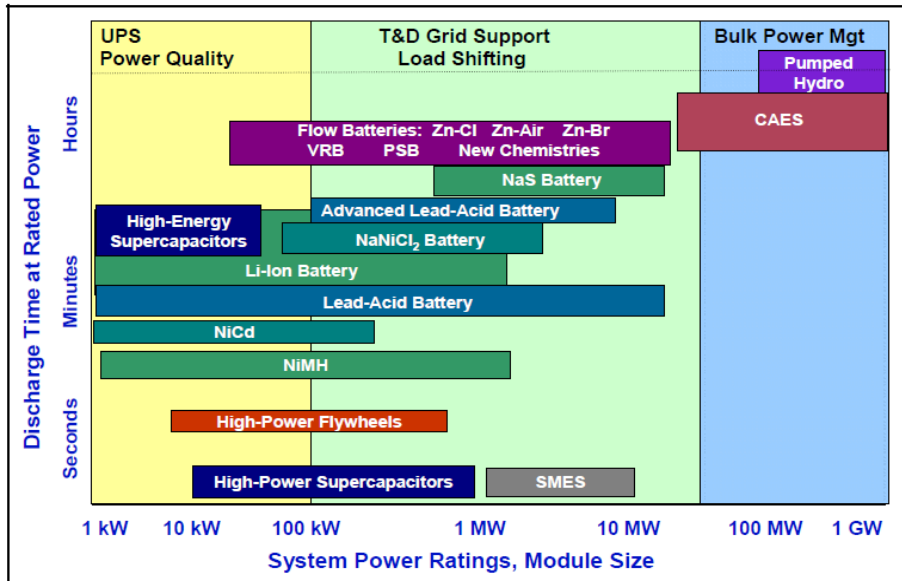 UPS
Power Quality
T&D Grid Support
Load Shifting
Bulk Power Mgt
Pumped
Hydro
CAES
Flow Batteries: Zn-Cl Zn-Air Zn-Br
VRB PSB New Chemistries
NaS Battery
Advanced Lead-Acid Battery
High-Energy
Supercapacitors
NaNiCl₂ Battery
Li-Ion Battery
Lead-Acid Battery
NiCd
NiMH
High-Power Flywheels
High-Power Supercapacitors
SMES
Discharge Time at Rated Power
Hours
Minutes
Seconds
1 kW 10 kW 100 kW 1 MW 10 MW 100 MW 1 GW
System Power Ratings, Module Size